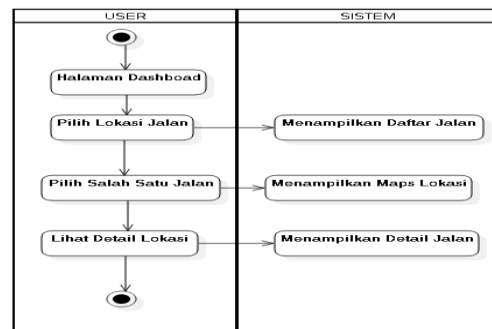 USER
SISTEM
Halaman Dashboad
Pilih Lokasi Jalan
Menampilkan Daftar Jalan
Pilih Salah Satu Jalan
Menampilkan Maps Lokasi
Lihat Detail Lokasi
Menampilkan Detail Jalan